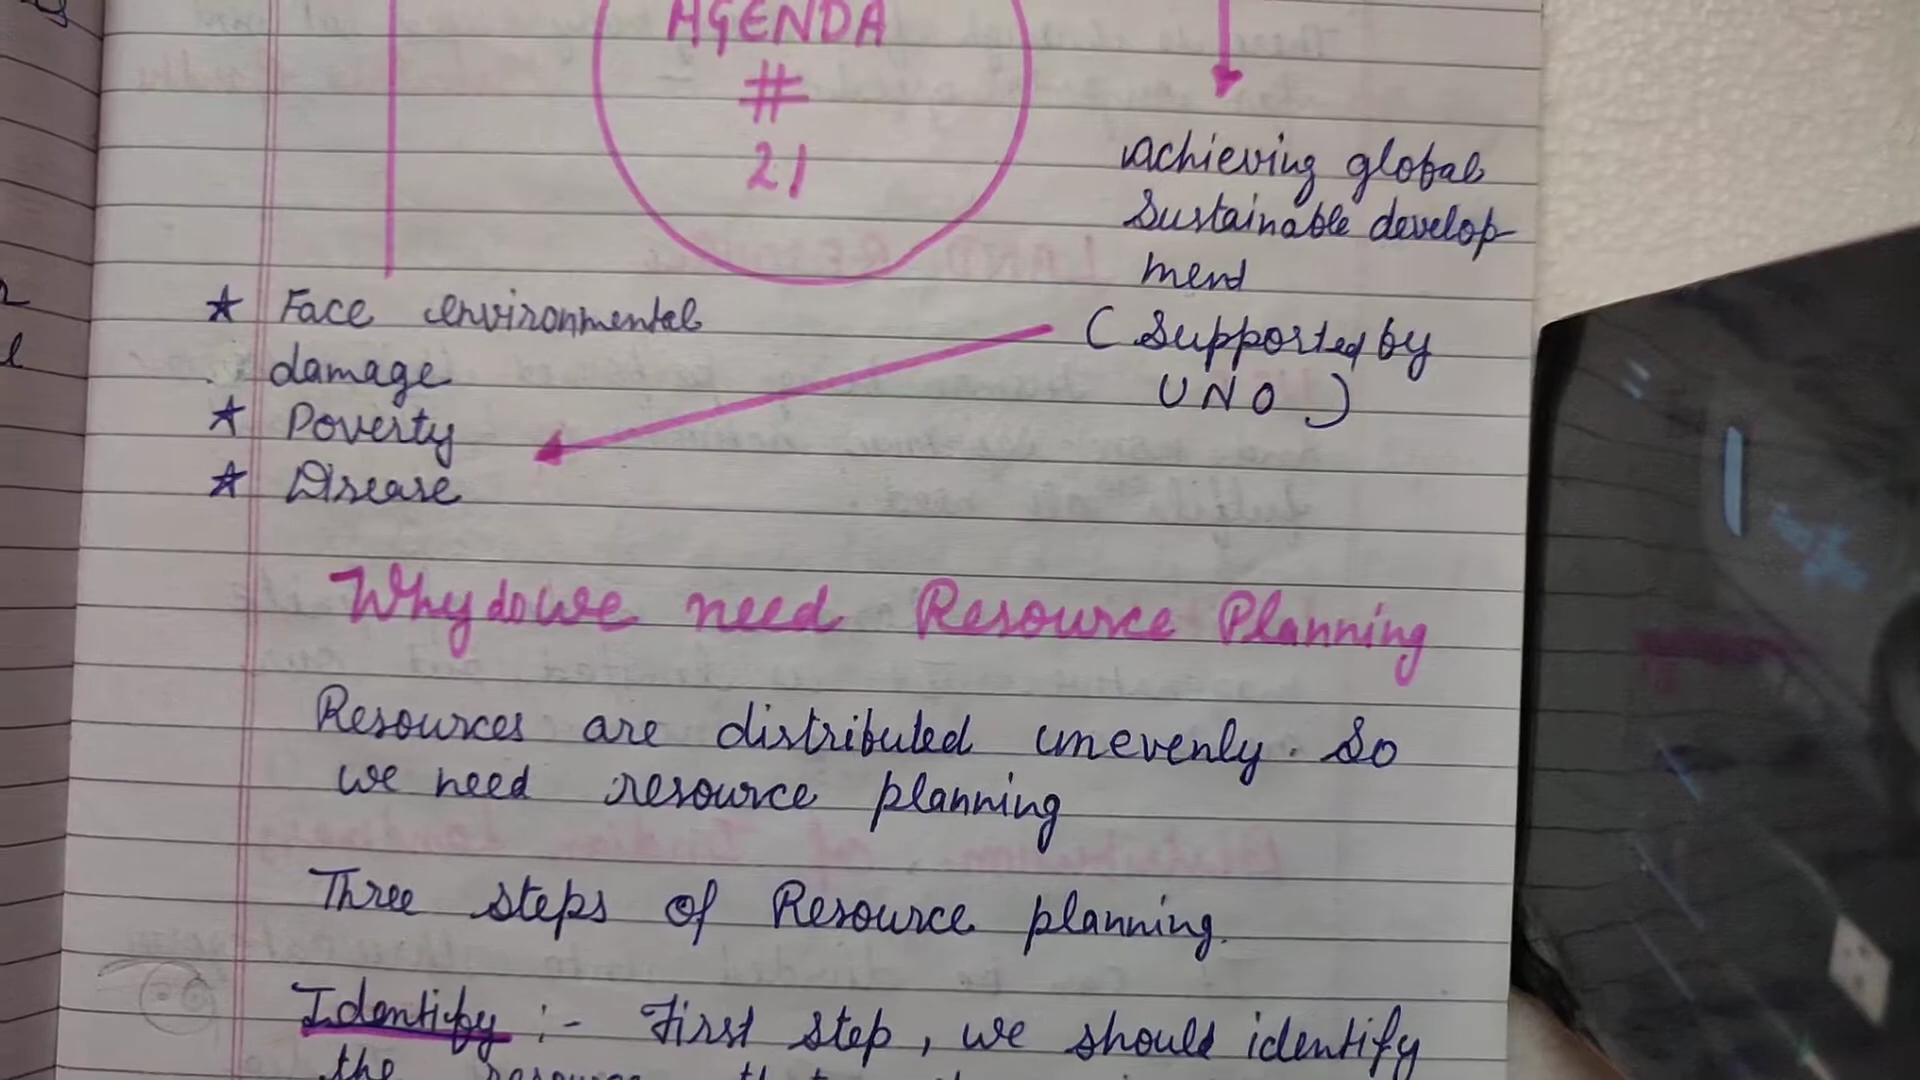 AGENDA
#
21
achieving global
Sustainable develop-
ment
(Supported by
UNO)
★ Face environmental
damage
★ Poverty
★ Disease
Why do we need Resource Planning
Resources are distributed unevenly. So
we need resource planning
Three steps of Resource planning.
Identify :- First step, we should identify
the